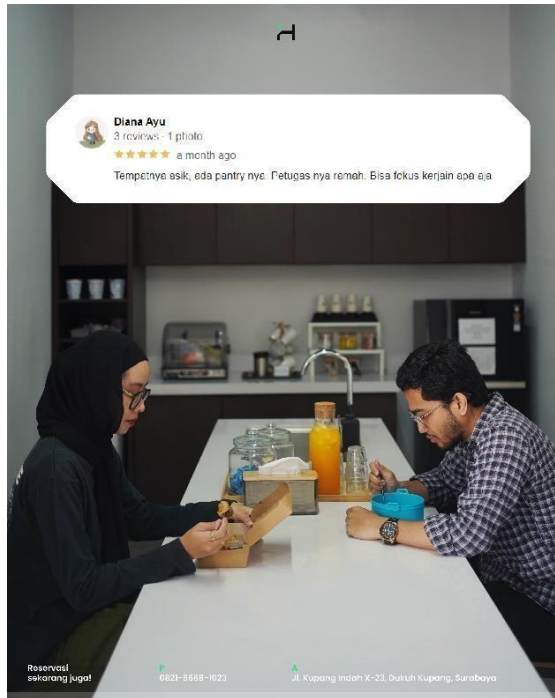 Diana Ayu
3 reviews · 1 photo
a month ago
Tempatnya asik, ada pantry nya. Petugas nya ramah. Bisa fokus kerjain apa aja
Reservasi
sekarang juga!
P
0821-8668-1023
A
Jl. Kupang Indah X-23, Dukuh Kupang, Surabaya